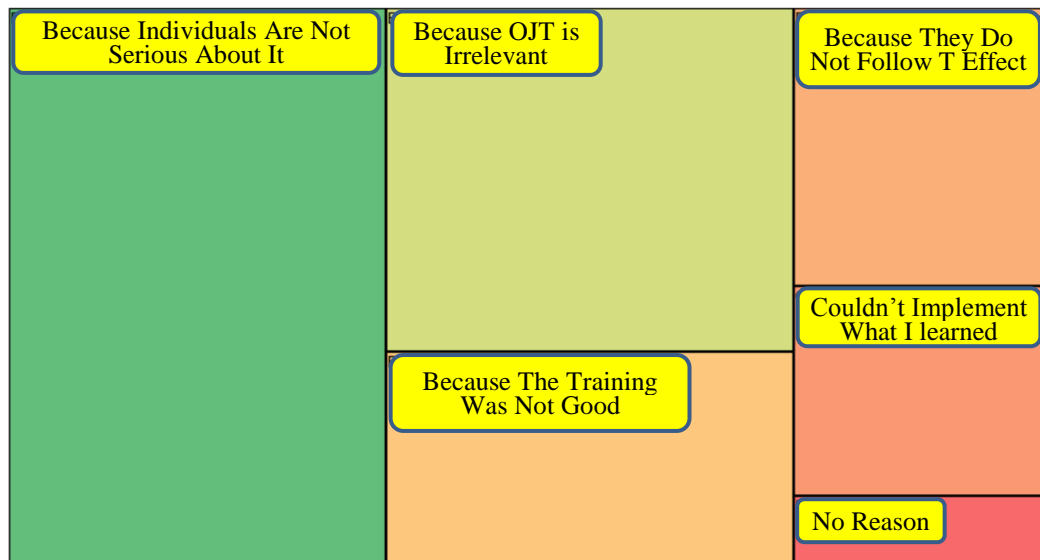 Because Individuals Are Not
Serious About It
Because OJT is
Irrelevant
Because The Training
Was Not Good
Because They Do
Not Follow T Effect
Couldn’t Implement
What I learned
No Reason